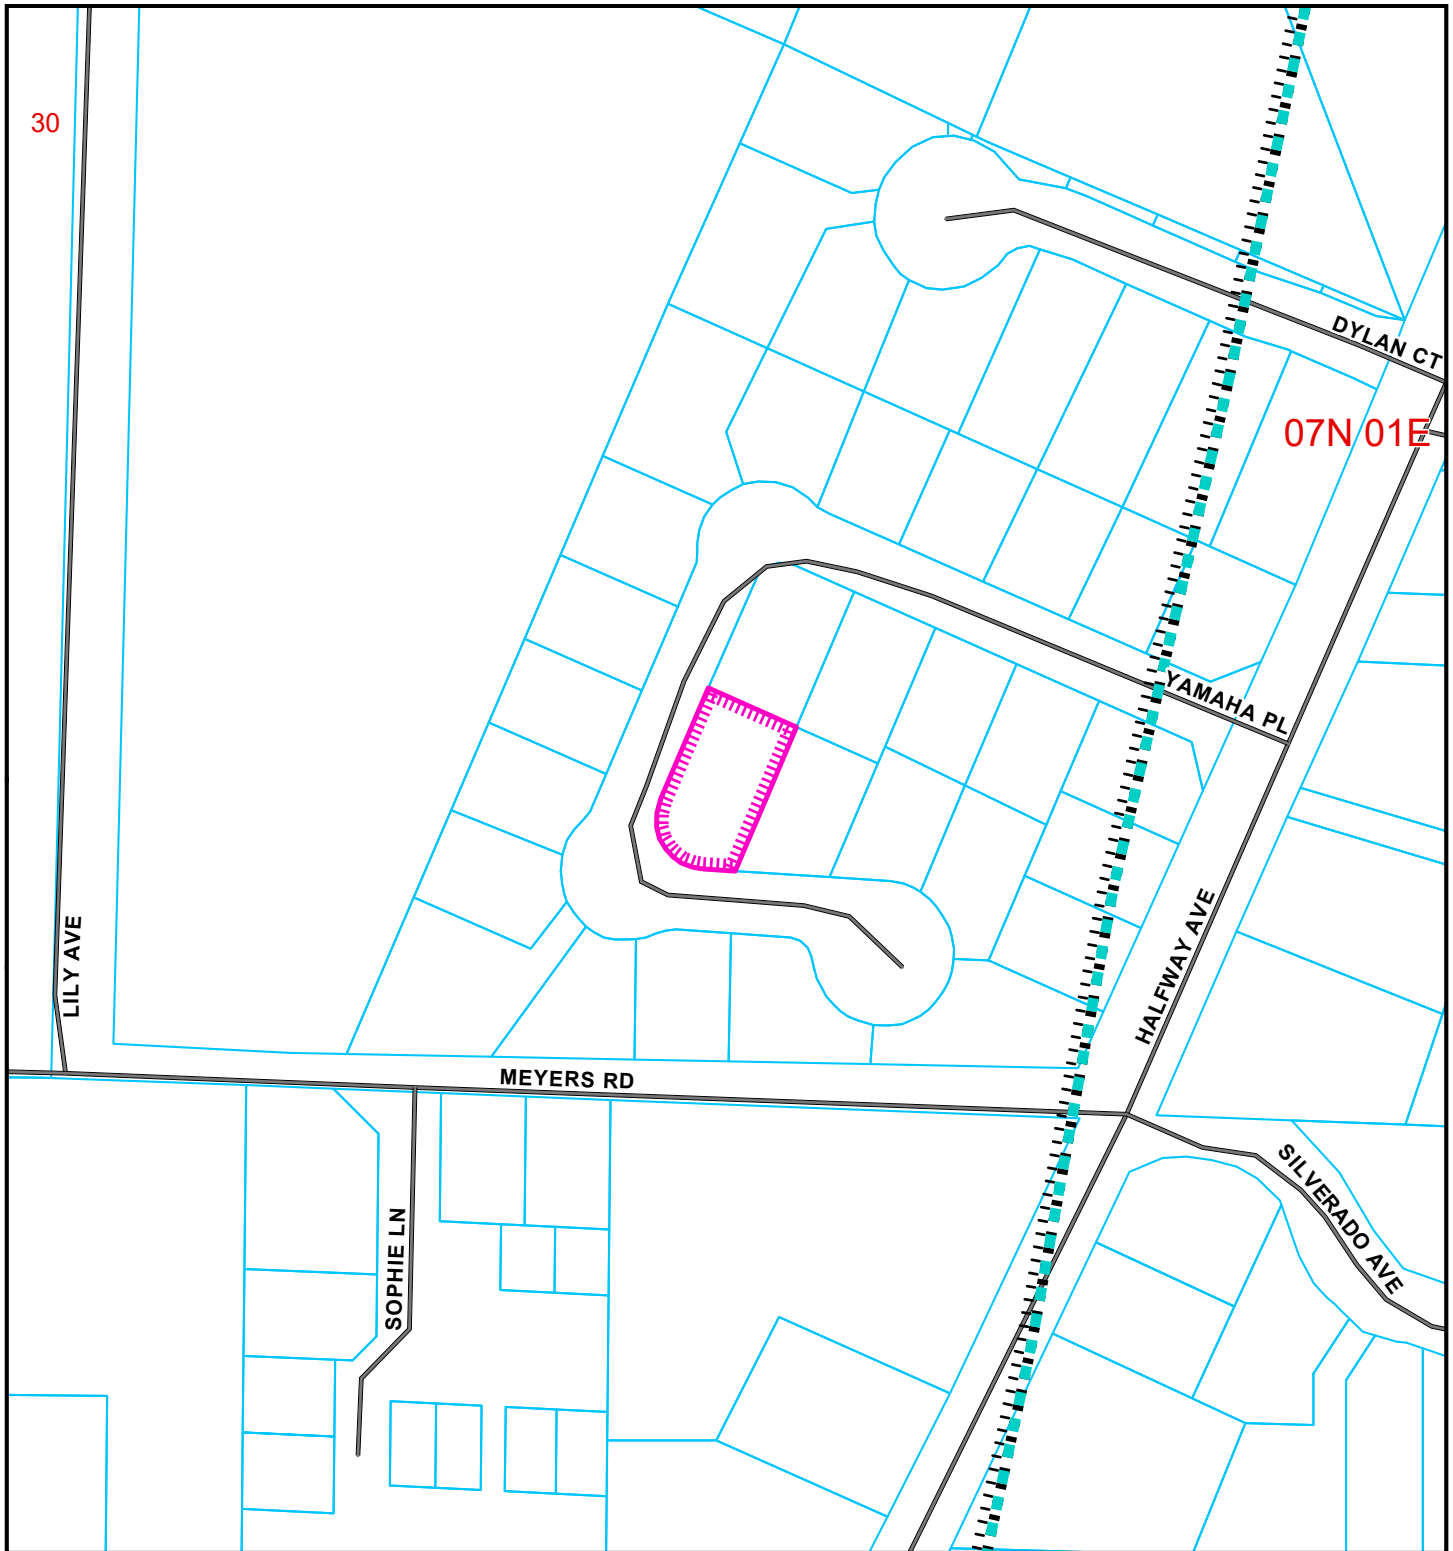 30
DYLAN CT
07N 01E
YAMAHA PL
HALFWAY AVE
LILY AVE
MEYERS RD
SILVERADO AVE
SOPHIE LN